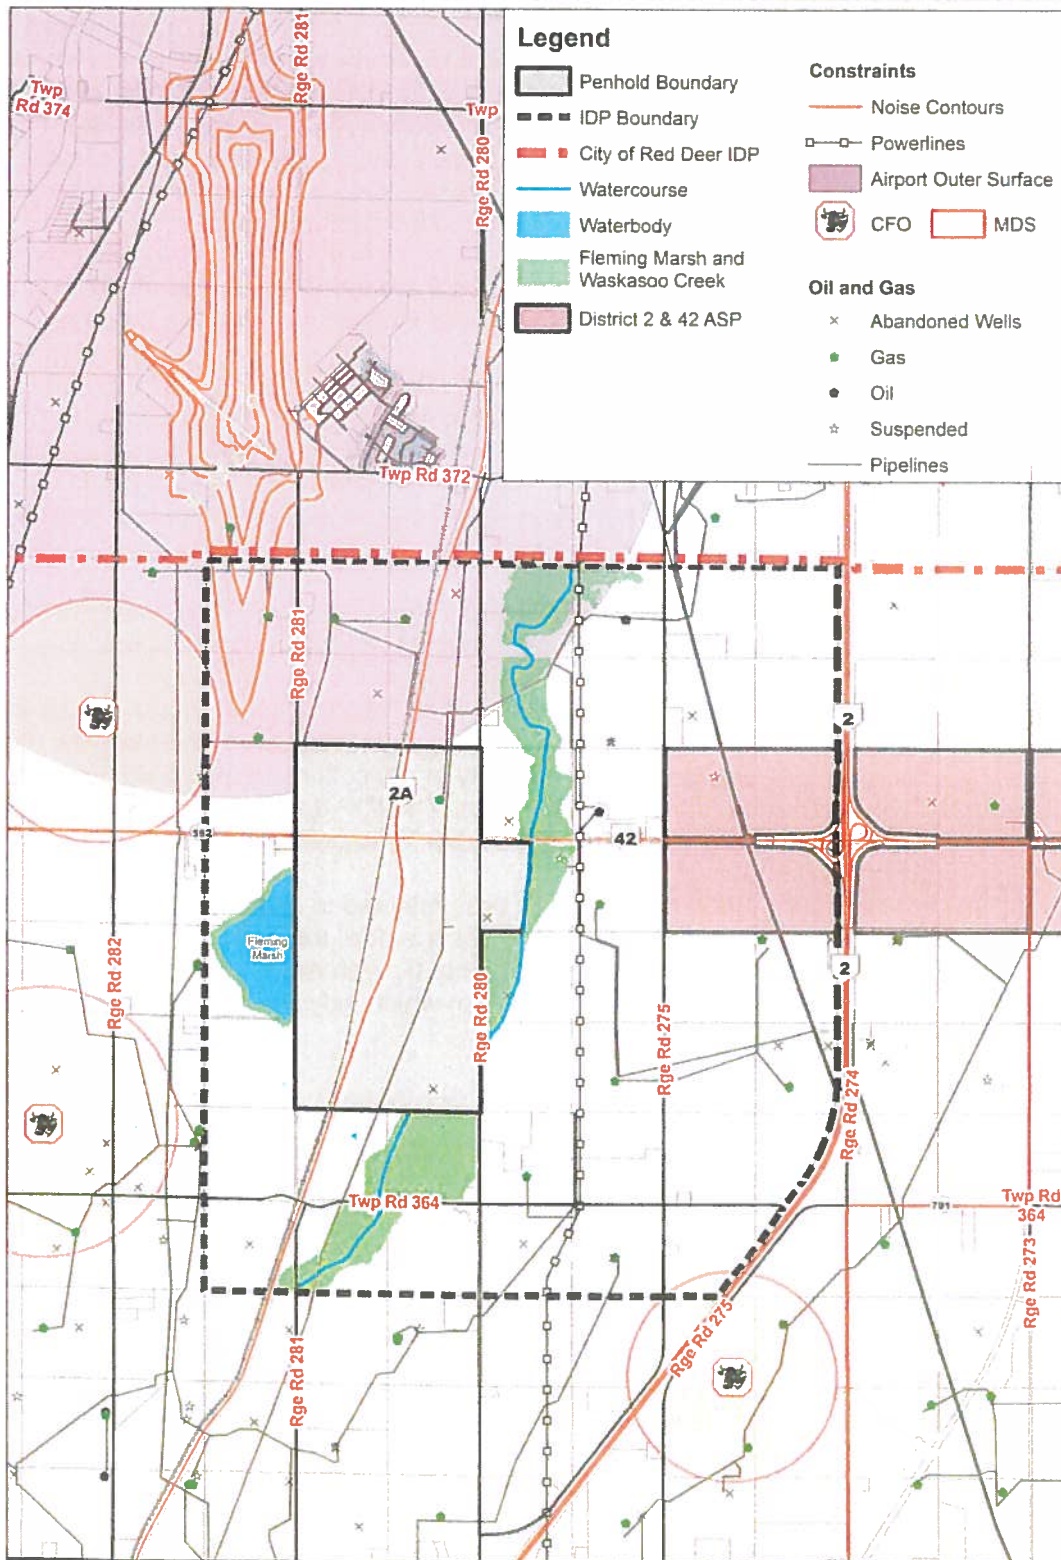 Legend
Penhold Boundary
IDP Boundary
City of Red Deer IDP
Watercourse
Waterbody
Fleming Marsh and
Waskasoo Creek
District 2 & 42 ASP
Constraints
Noise Contours
Powerlines
Airport Outer Surface
CFO
MDS
Oil and Gas
Abandoned Wells
Gas
Oil
Suspended
Pipelines
Twp
Rd 374
Rge Rd 281
Twp
Rge Rd 280
Twp Rd 372
Rge Rd 281
2
2A
592
42
Fleming
Marsh
Rge Rd 282
Rge Rd 280
2
Rge Rd 275
Rge Rd 274
Twp Rd 364
791
Twp Rd
364
Rge Rd 273
Rge Rd 275
Rge Rd 281